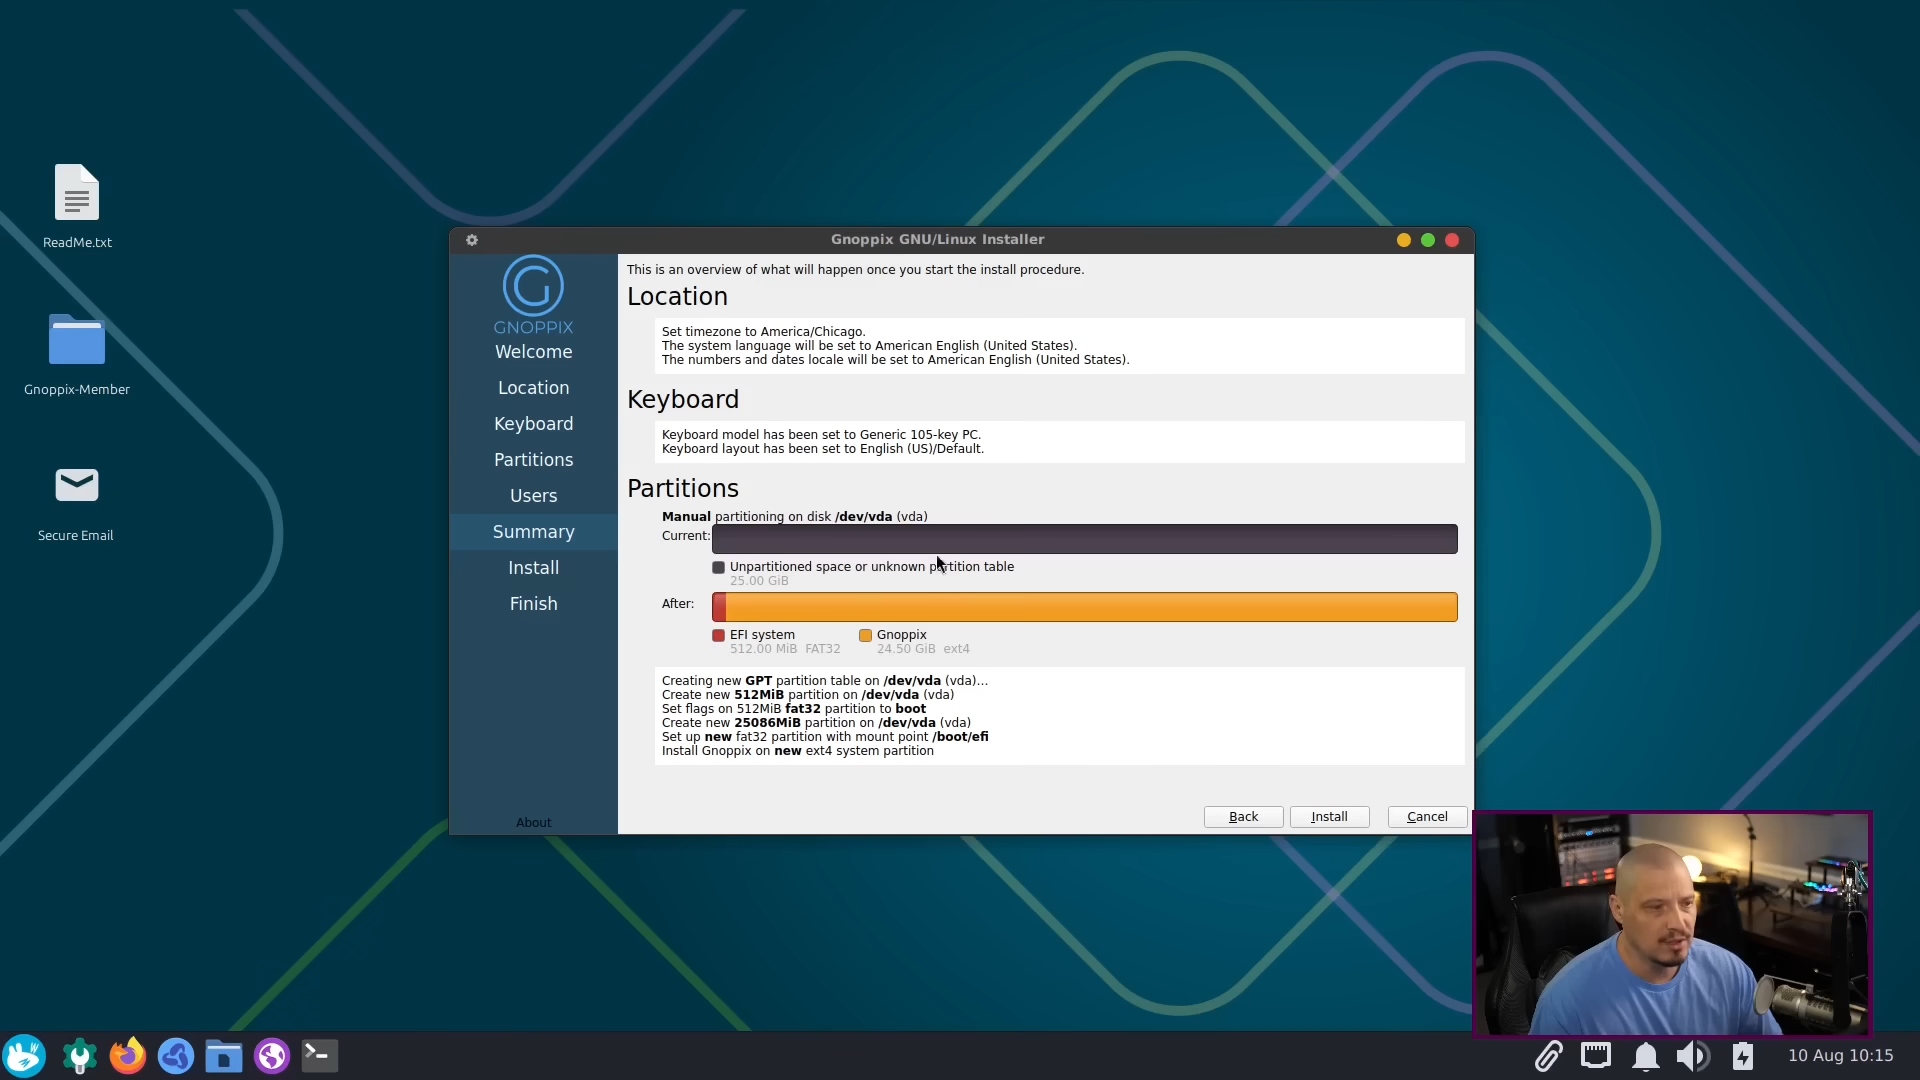 ReadMe.txt
Gnoppix-Member
Secure Email
Gnoppix GNU/Linux Installer
GNOPPIX
Welcome
Location
Keyboard
Partitions
Users
Summary
Install
Finish
About
This is an overview of what will happen once you start the install procedure.
Location
Set timezone to America/Chicago.
The system language will be set to American English (United States).
The numbers and dates locale will be set to American English (United States).
Keyboard
Keyboard model has been set to Generic 105-key PC.
Keyboard layout has been set to English (US)/Default.
Partitions
Manual partitioning on disk /dev/vda (vda)
Current:
Unpartitioned space or unknown partition table
25.00 GiB
After:
EFI system Gnoppix
512.00 MiB FAT32 24.50 GiB ext4
Creating new GPT partition table on /dev/vda (vda)…
Create new 512MiB partition on /dev/vda (vda)
Set flags on 512MiB fat32 partition to boot
Create new 25086MiB partition on /dev/vda (vda)
Set up new fat32 partition with mount point /boot/efi
Install Gnoppix on new ext4 system partition
Back Install Cancel
10 Aug 10:15